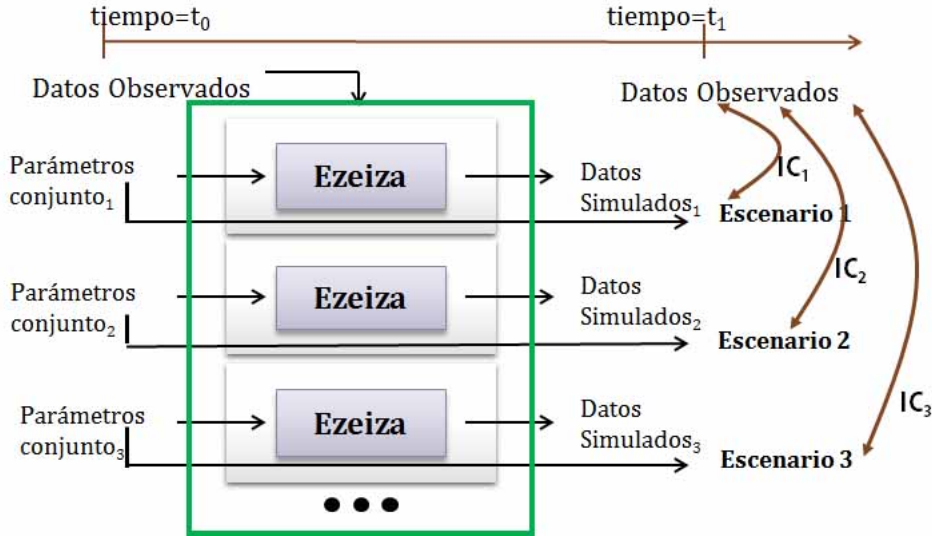 tiempo=t₀
tiempo=t₁
Datos Observados
Datos Observados
Parámetros
conjunto₁
Ezeiza
Datos
Simulados₁
Escenario 1
IC₁
Parámetros
conjunto₂
Ezeiza
Datos
Simulados₂
Escenario 2
IC₂
Parámetros
conjunto₃
Ezeiza
Datos
Simulados₃
Escenario 3
IC₃